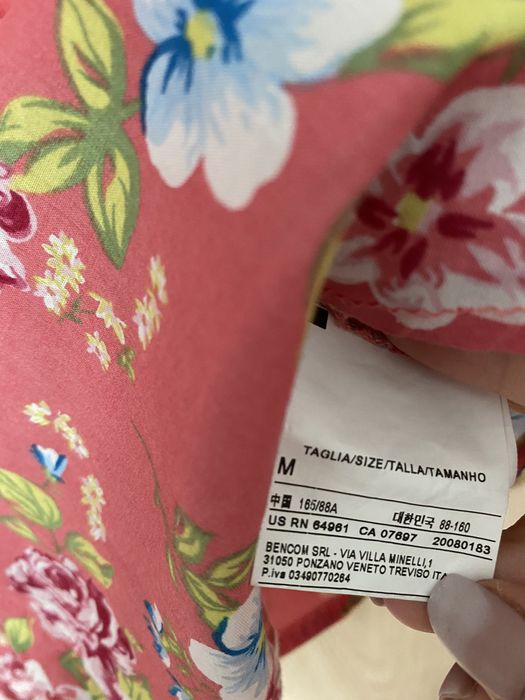 TAGLIA/SIZE/TALLA/TAMANHO
M
中国 165/88A 대한민국 88-160
US RN 64961 CA 07697 20080183
BENCOM SRL - VIA VILLA MINELLI,1
31050 PONZANO VENETO TREVISO ITA
P.iva 03490770264